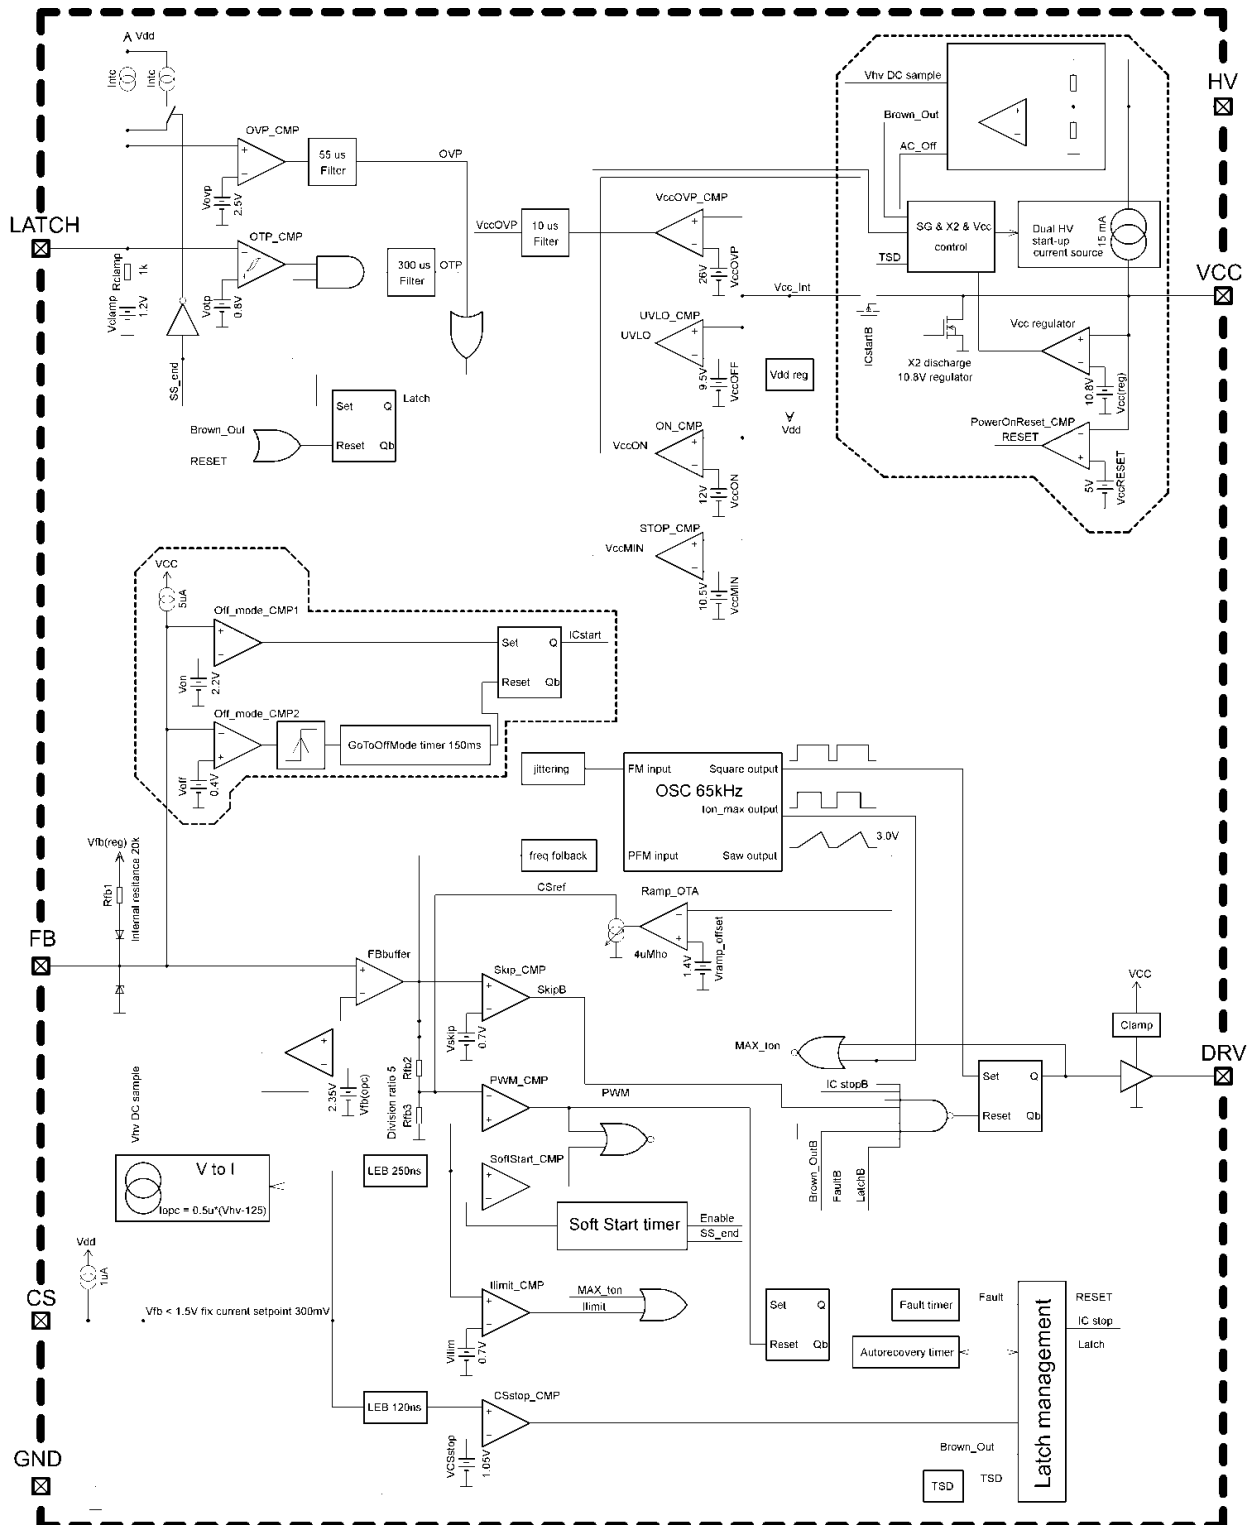 Vdd
Intc
Intc
OVP_CMP
55 us
Filter
OVP
Vovp
2.5V
LATCH
OTP_CMP
Rclamp
1k
Vclamp
1.2V
Votp
0.8V
300 us
Filter
OTP
SS_end
Brown_Out
RESET
Set
Q
Reset
Qb
Latch
VccOVP
10 us
Filter
VccOVP_CMP
26V
VccOVP
UVLO_CMP
UVLO
9.5V
VccOFF
Vdd reg
Vdd
ON_CMP
VccON
12V
VccON
STOP_CMP
VccMIN
10.5V
VccMIN
Vhv DC sample
Brown_Out
AC_Off
SG & X2 & Vcc
control
TSD
Dual HV
start-up
current source
15 mA
HV
VCC
Vcc_Int
ICstartB
X2 discharge
10.8V regulator
Vcc regulator
10.8V
Vcc(reg)
PowerOnReset_CMP
RESET
5V
VccRESET
VCC
5uA
Off_mode_CMP1
Von
2.2V
Set
Q
Reset
Qb
ICstart
Off_mode_CMP2
Voff
0.4V
GoToOffMode timer 150ms
jittering
FM input
Square output
OSC 65kHz
Ton_max output
PFM input
Saw output
3.0V
freq folback
Vfb(reg)
Rfb1
Internal resitance 20k
FB
CSref
Ramp_OTA
4uMho
1.4V
Vramp_offset
FBbuffer
Skip_CMP
SkipB
Vskip
0.7V
2.35V
Vfb(opc)
Rfb2
Division ratio 5
Rfb3
PWM_CMP
PWM
MAX_ton
IC stopB
Set
Q
Reset
Qb
VCC
Clamp
DRV
Brown_OutB
FaultB
LatchB
Vhv DC sample
V to I
Iopc = 0.5u*(Vhv-125)
LEB 250ns
SoftStart_CMP
Soft Start timer
Enable
SS_end
Vdd
1uA
CS
Vfb < 1.5V fix current setpoint 300mV
Ilimit_CMP
MAX_ton
Ilimit
Vilim
0.7V
Set
Q
Reset
Qb
Fault timer
Autorecovery timer
Fault
Latch management
RESET
IC stop
Latch
LEB 120ns
CSstop_CMP
VCSstop
1.05V
Brown_Out
TSD
TSD
GND